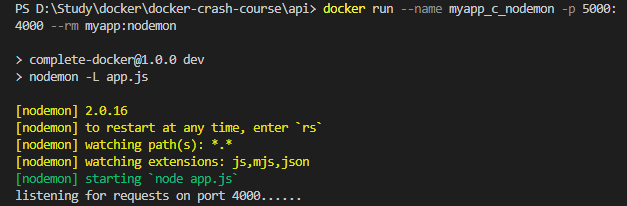 PS D:\Study\docker\docker-crash-course\api> docker run --name myapp_c_nodemon -p 5000:
4000 --rm myapp:nodemon
> complete-docker@1.0.0 dev
> nodemon -L app.js
[nodemon] 2.0.16
[nodemon] to restart at any time, enter `rs`
[nodemon] watching path(s): *.*
[nodemon] watching extensions: js,mjs,json
[nodemon] starting `node app.js`
listening for requests on port 4000......